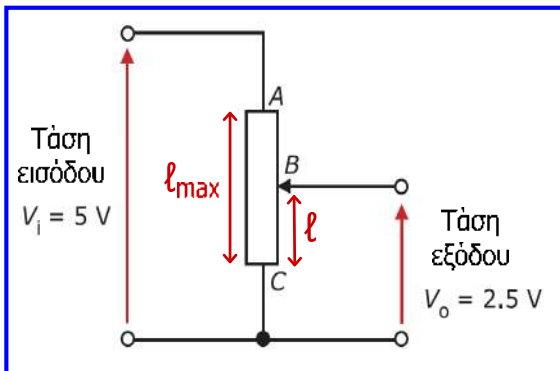 A
Τάση
εισόδου
V_i = 5 V
ℓ_max
B
ℓ
C
Τάση
εξόδου
V_o = 2.5 V